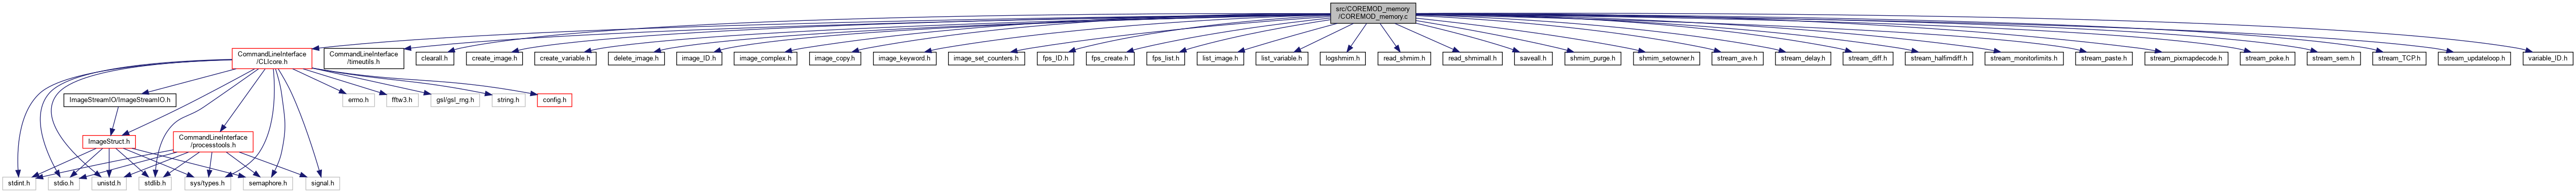 src/COREMOD_memory
/COREMOD_memory.c
CommandLineInterface
/CLIcore.h
CommandLineInterface
/timeutils.h
clearall.h
create_image.h
create_variable.h
delete_image.h
image_ID.h
image_complex.h
image_copy.h
image_keyword.h
image_set_counters.h
fps_ID.h
fps_create.h
fps_list.h
list_image.h
list_variable.h
logshmim.h
read_shmim.h
read_shmimall.h
saveall.h
shmim_purge.h
shmim_setowner.h
stream_ave.h
stream_delay.h
stream_diff.h
stream_halfimdiff.h
stream_monitorlimits.h
stream_paste.h
stream_pixmapdecode.h
stream_poke.h
stream_sem.h
stream_TCP.h
stream_updateloop.h
variable_ID.h
ImageStreamIO/ImageStreamIO.h
errno.h
fftw3.h
gsl/gsl_rng.h
string.h
config.h
ImageStruct.h
CommandLineInterface
/processtools.h
stdint.h
stdio.h
unistd.h
stdlib.h
sys/types.h
semaphore.h
signal.h